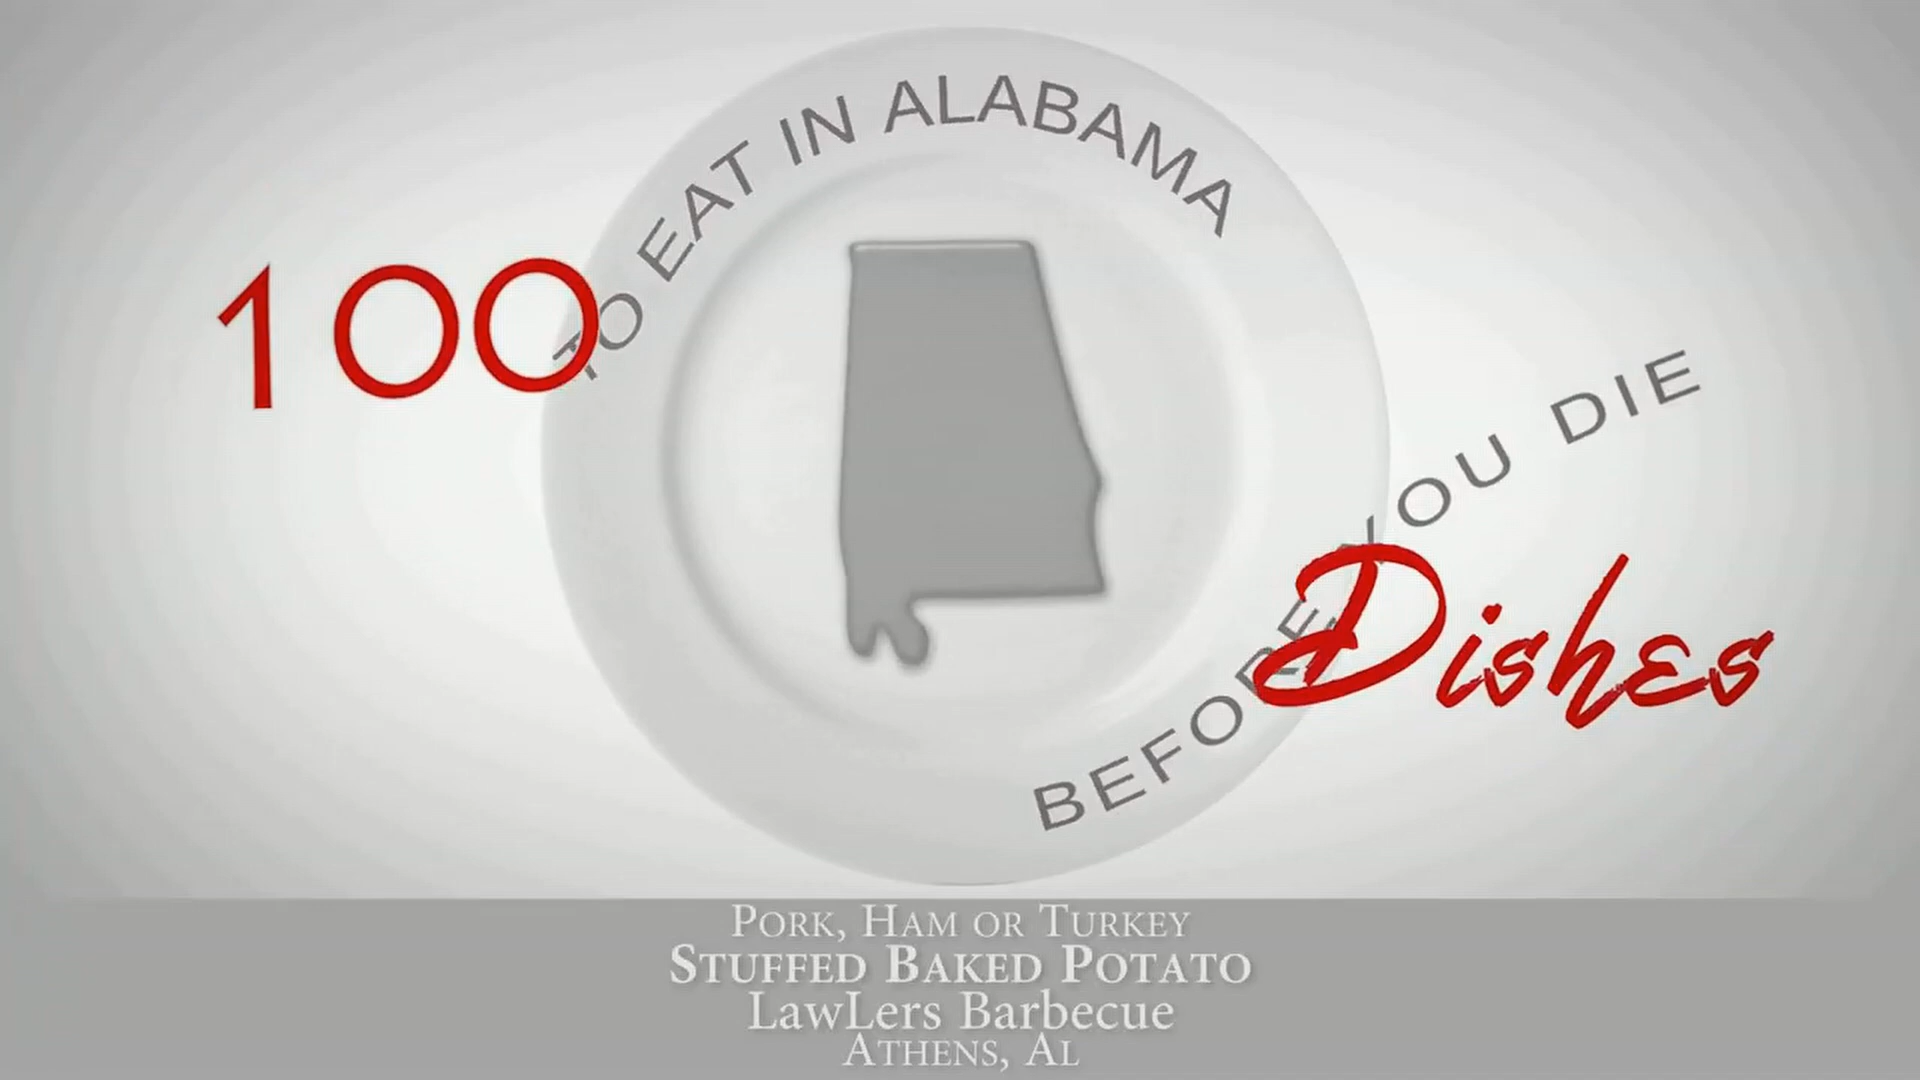 100
Dishes
TO EAT IN ALABAMA
BEFORE YOU DIE
PORK, HAM OR TURKEY
STUFFED BAKED POTATO
LawLers Barbecue
ATHENS, AL